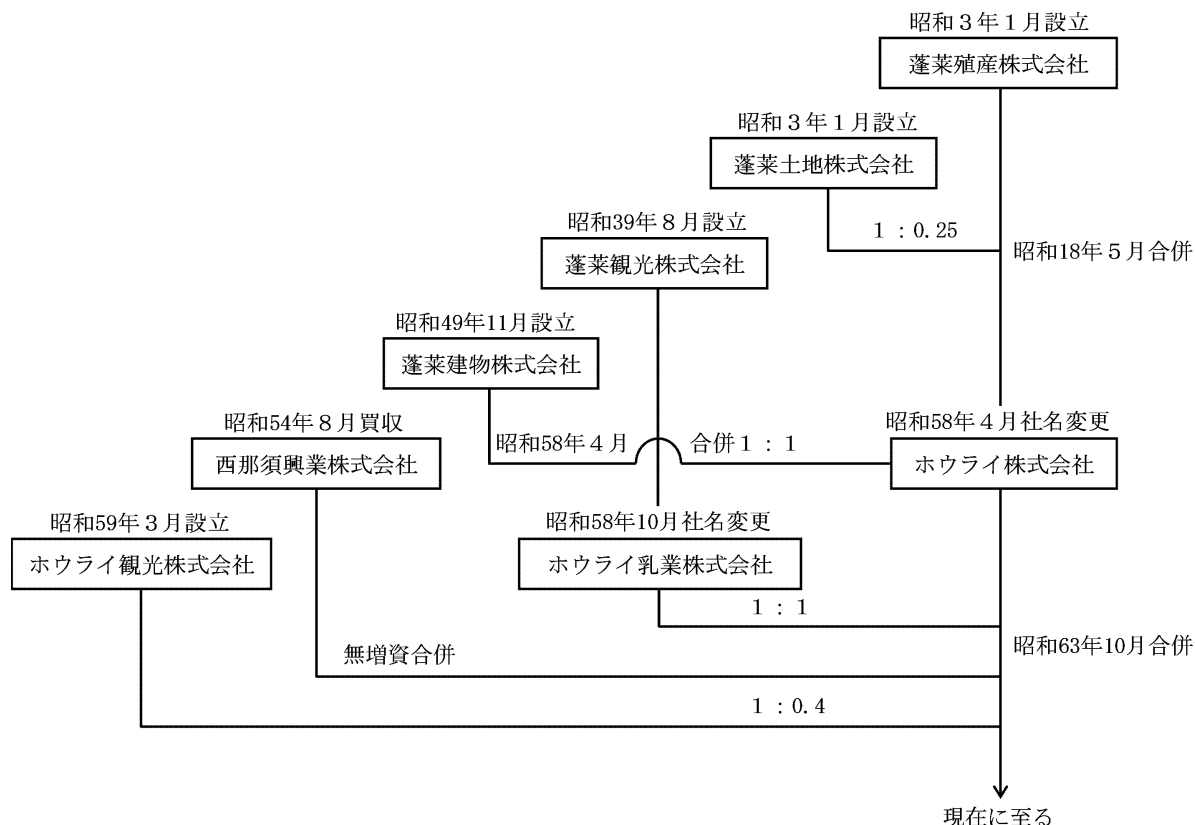 昭和３年１月設立
蓬莱殖産株式会社
昭和３年１月設立
蓬莱土地株式会社
昭和39年８月設立
１：0.25
蓬莱観光株式会社
昭和18年５月合併
昭和49年11月設立
蓬莱建物株式会社
昭和54年８月買収
昭和58年４月社名変更
昭和58年４月
合併１：１
西那須興業株式会社
ホウライ株式会社
昭和59年３月設立
昭和58年10月社名変更
ホウライ観光株式会社
ホウライ乳業株式会社
１：１
無増資合併
昭和63年10月合併
１：0.4
現在に至る